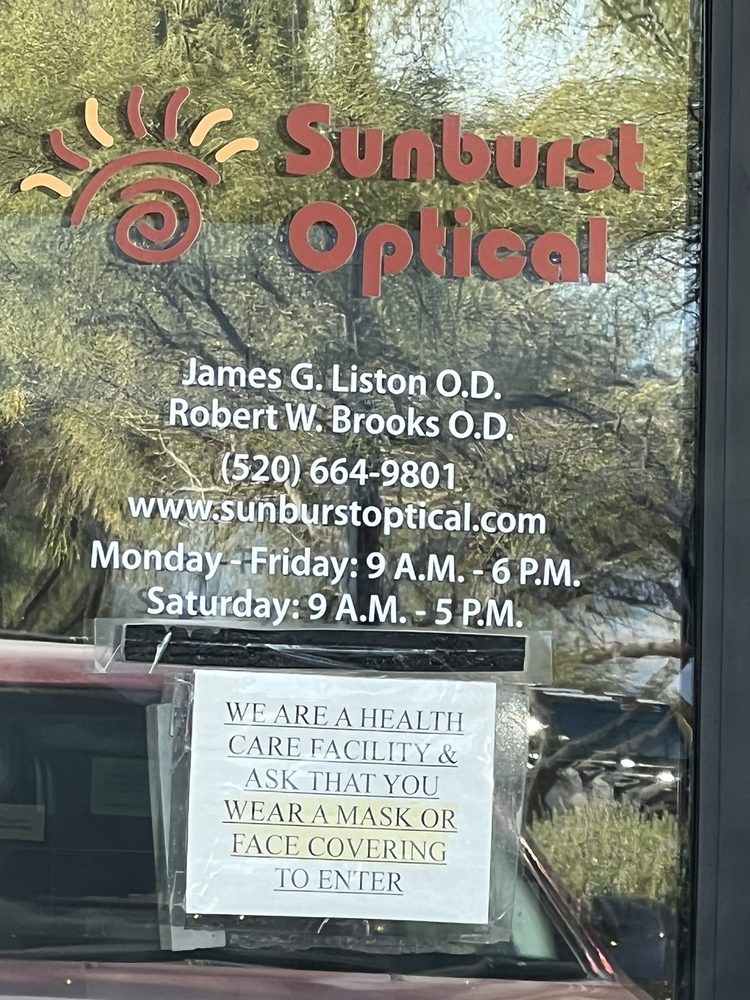 Sunburst
Optical
James G. Liston O.D.
Robert W. Brooks O.D.
(520) 664-9801
www.sunburstoptical.com
Monday - Friday: 9 A.M. - 6 P.M.
Saturday: 9 A.M. - 5 P.M.
WE ARE A HEALTH
CARE FACILITY &
ASK THAT YOU
WEAR A MASK OR
FACE COVERING
TO ENTER